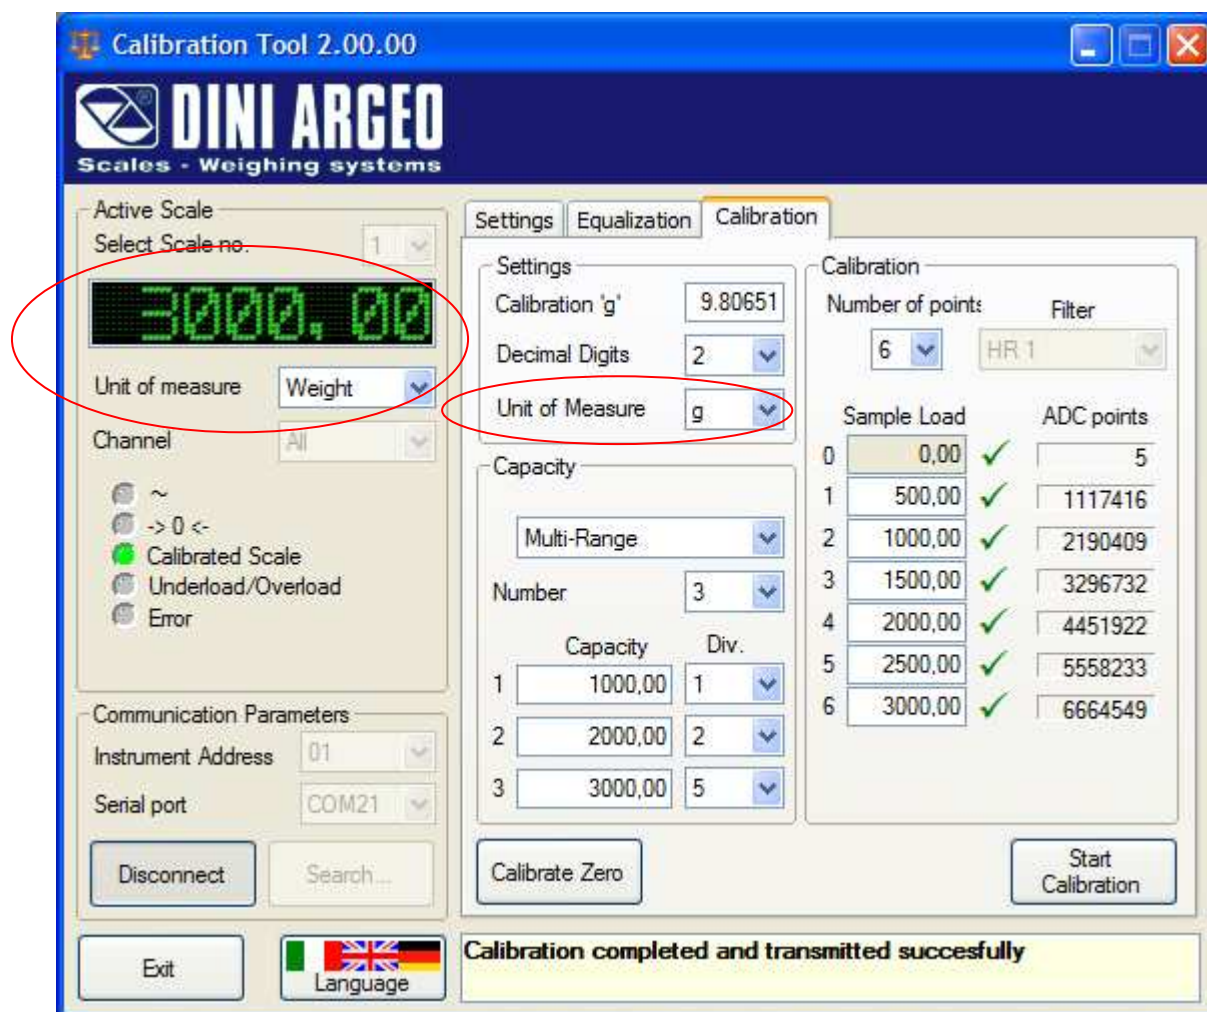 Calibration Tool 2.00.00
DINI ARGEO
Scales - Weighing systems
Active Scale
Select Scale no. 1
3000,00
Unit of measure Weight
Channel All
~
-> 0 <-
Calibrated Scale
Underload/Overload
Error
Communication Parameters
Instrument Address 01
Serial port COM21
Disconnect Search...
Exit Language
Settings Equalization Calibration
Settings
Calibration 'g' 9.80651
Decimal Digits 2
Unit of Measure g
Capacity
Multi-Range
Number 3
Capacity Div.
1 1000,00 1
2 2000,00 2
3 3000,00 5
Calibrate Zero
Calibration
Number of points Filter
6 HR 1
Sample Load ADC points
0 0,00 5
1 500,00 1117416
2 1000,00 2190409
3 1500,00 3296732
4 2000,00 4451922
5 2500,00 5558233
6 3000,00 6664549
Start
Calibration
Calibration completed and transmitted succesfully